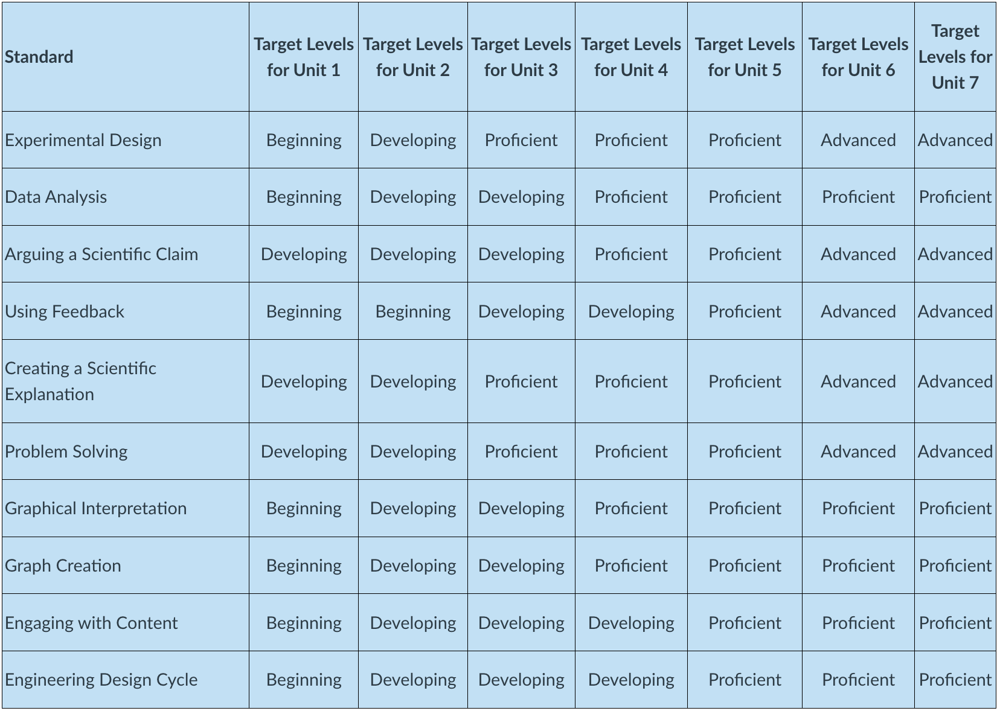 Standard Target Levels for Unit 1 Target Levels for Unit 2 Target Levels for Unit 3 Target Levels for Unit 4 Target Levels for Unit 5 Target Levels for Unit 6 Target Levels for Unit 7
Experimental Design Beginning Developing Proficient Proficient Proficient Advanced Advanced
Data Analysis Beginning Developing Developing Proficient Proficient Proficient Proficient
Arguing a Scientific Claim Developing Developing Developing Proficient Proficient Advanced Advanced
Using Feedback Beginning Beginning Developing Developing Proficient Advanced Advanced
Creating a Scientific Explanation Developing Developing Proficient Proficient Proficient Advanced Advanced
Problem Solving Developing Developing Proficient Proficient Proficient Advanced Advanced
Graphical Interpretation Beginning Developing Developing Proficient Proficient Proficient Proficient
Graph Creation Beginning Developing Developing Proficient Proficient Proficient Proficient
Engaging with Content Beginning Developing Developing Developing Proficient Proficient Proficient
Engineering Design Cycle Beginning Developing Developing Developing Proficient Proficient Proficient